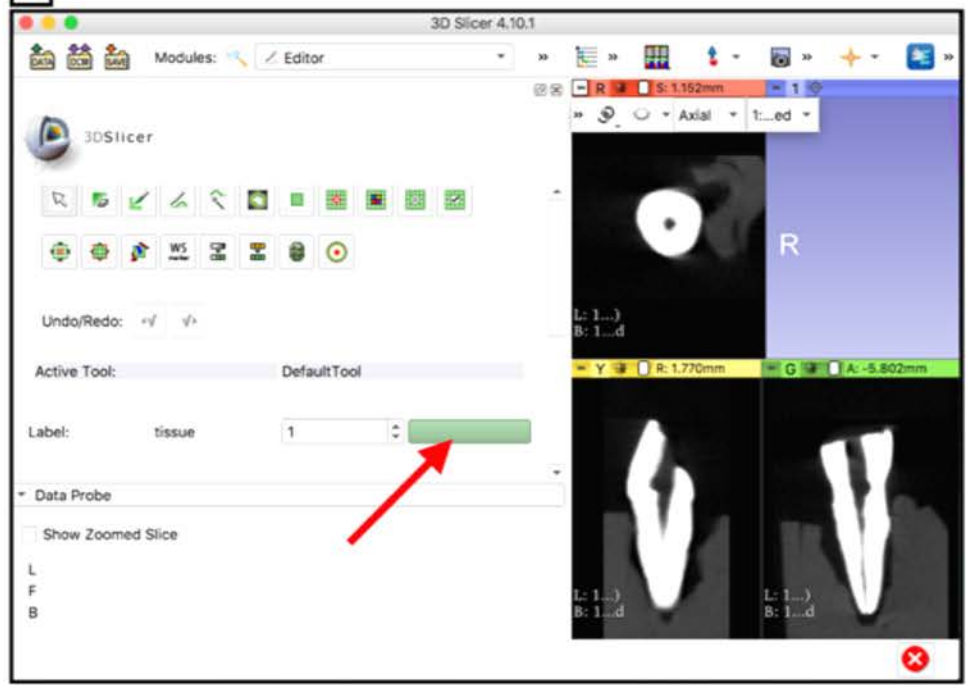 3D Slicer 4.10.1
DATA DCM SAVE Modules: Editor » » » »
R S: 1.152mm 1
» Axial 1:...ed
3DSlicer
R
WS
Undo/Redo:
L: 1...)
B: 1...d
Active Tool: DefaultTool
Y R: 1.770mm G A: -5.802mm
Label: tissue 1
Data Probe
Show Zoomed Slice
L
F
B
L: 1...) L: 1...)
B: 1...d B: 1...d